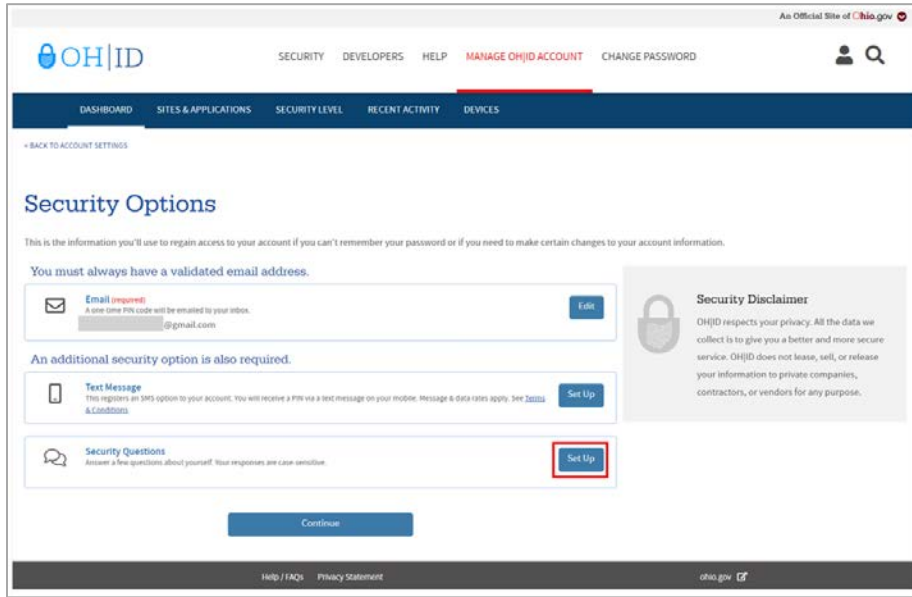 An Official Site of Ohio.gov
OH|ID
SECURITY DEVELOPERS HELP MANAGE OH|ID ACCOUNT CHANGE PASSWORD
DASHBOARD SITES & APPLICATIONS SECURITY LEVEL RECENT ACTIVITY DEVICES
< BACK TO ACCOUNT SETTINGS
Security Options
This is the information you'll use to regain access to your account if you can't remember your password or if you need to make certain changes to your account information.
You must always have a validated email address.
Email (required)
A one-time PIN code will be emailed to your inbox.
@gmail.com
Edit
An additional security option is also required.
Text Message
This registers an SMS option to your account. You will receive a PIN via a text message on your mobile. Message & data rates apply. See Terms
& Conditions
Set Up
Security Questions
Answer a few questions about yourself. Your responses are case-sensitive
Set Up
Continue
Security Disclaimer
OH|ID respects your privacy. All the data we
collect is to give you a better and more secure
service. OH|ID does not lease, sell, or release
your information to private companies,
contractors, or vendors for any purpose.
Help / FAQs Privacy Statement ohio.gov